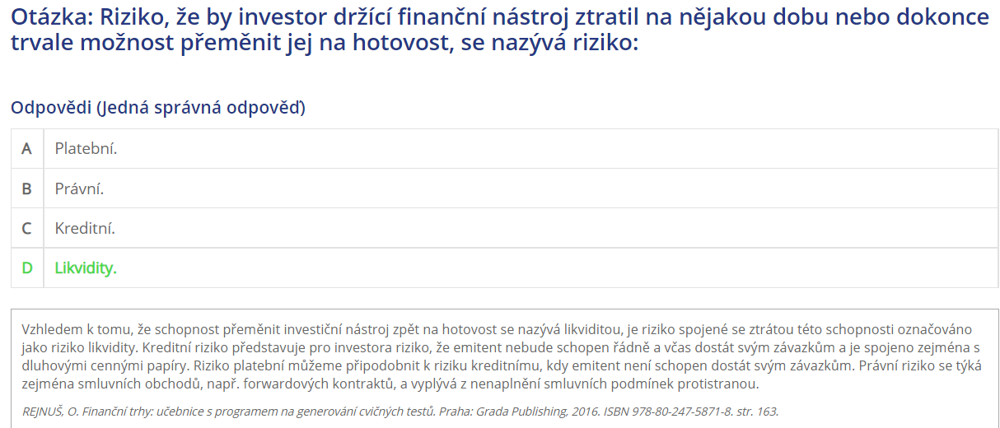 Otázka: Riziko, že by investor držící finanční nástroj ztratil na nějakou dobu nebo dokonce
trvale možnost přeměnit jej na hotovost, se nazývá riziko:
Odpovědi (Jedná správná odpověď)
A Platební.
B Právní.
C Kreditní.
D Likvidity.
Vzhledem k tomu, že schopnost přeměnit investiční nástroj zpět na hotovost se nazývá likviditou, je riziko spojené se ztrátou této schopnosti označováno
jako riziko likvidity. Kreditní riziko představuje pro investora riziko, že emitent nebude schopen řádně a včas dostát svým závazkům a je spojeno zejména s
dluhovými cennými papíry. Riziko platební můžeme připodobnit k riziku kreditnímu, kdy emitent není schopen dostát svým závazkům. Právní riziko se týká
zejména smluvních obchodů, např. forwardových kontraktů, a vyplývá z nenaplnění smluvních podmínek protistranou.
REJNUŠ, O. Finanční trhy: učebnice s programem na generování cvičných testů. Praha: Grada Publishing, 2016. ISBN 978-80-247-5871-8. str. 163.